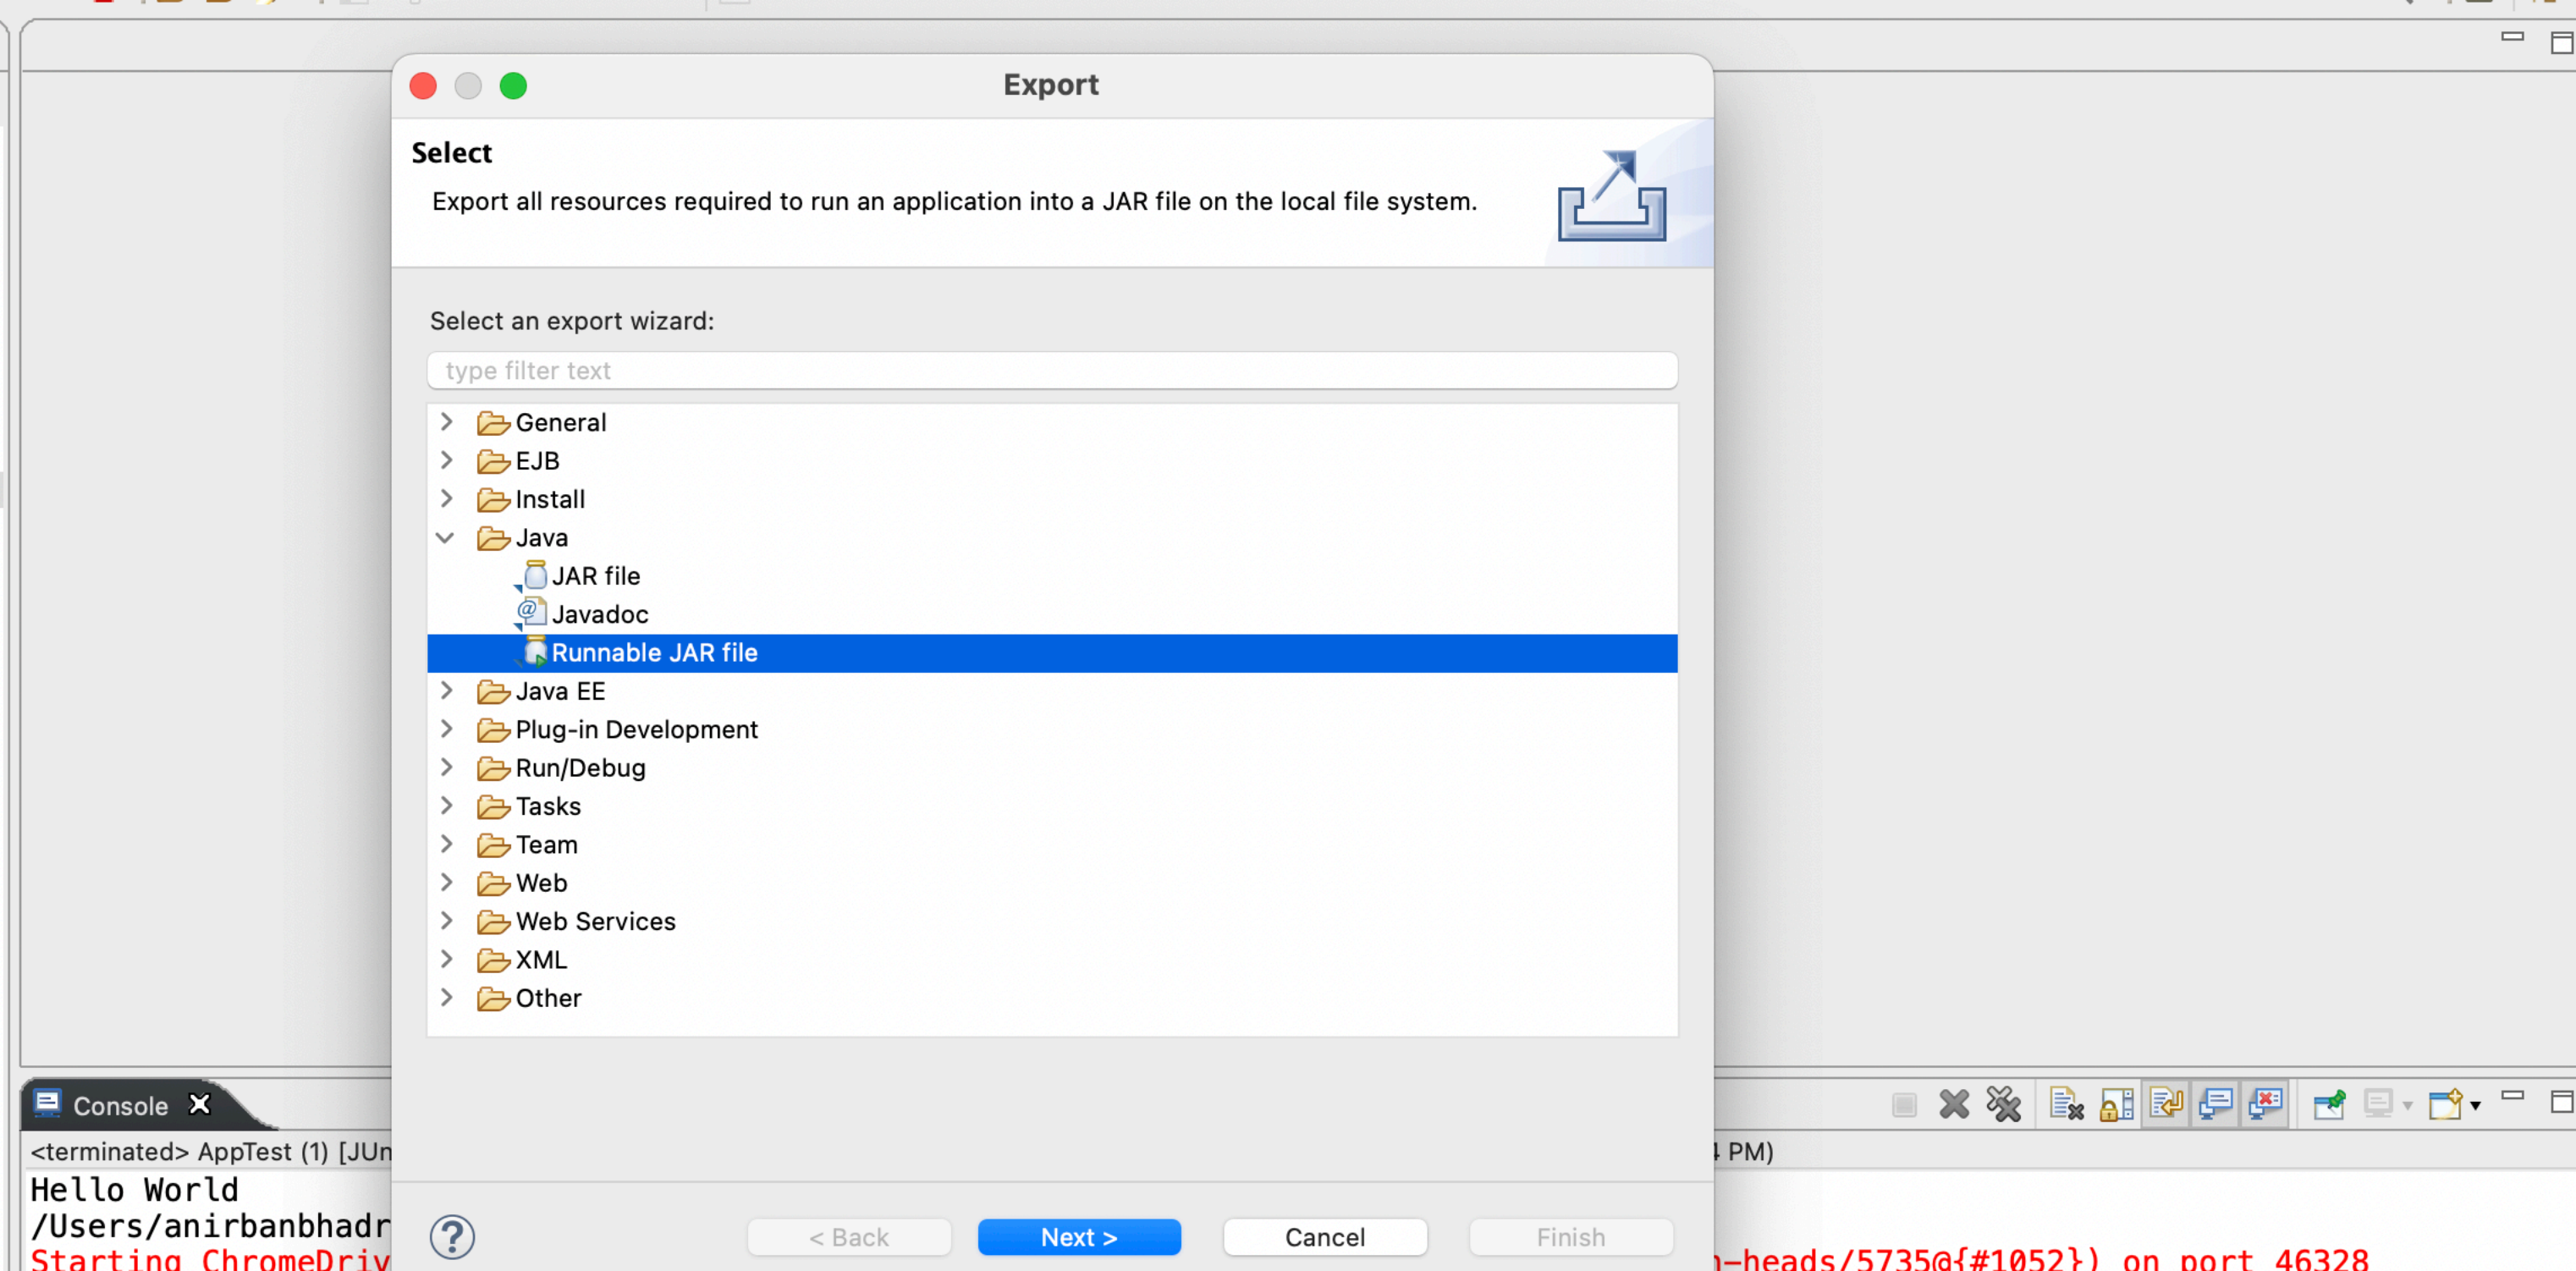 Export
Select
Export all resources required to run an application into a JAR file on the local file system.
Select an export wizard:
type filter text
General
EJB
Install
Java
JAR file
Javadoc
Runnable JAR file
Java EE
Plug-in Development
Run/Debug
Tasks
Team
Web
Web Services
XML
Other
Console
<terminated> AppTest (1) [JUn
PM)
Hello World
/Users/anirbanbhadr
Starting ChromeDriv
-heads/5735@{#1052}) on port 46328
? < Back Next > Cancel Finish